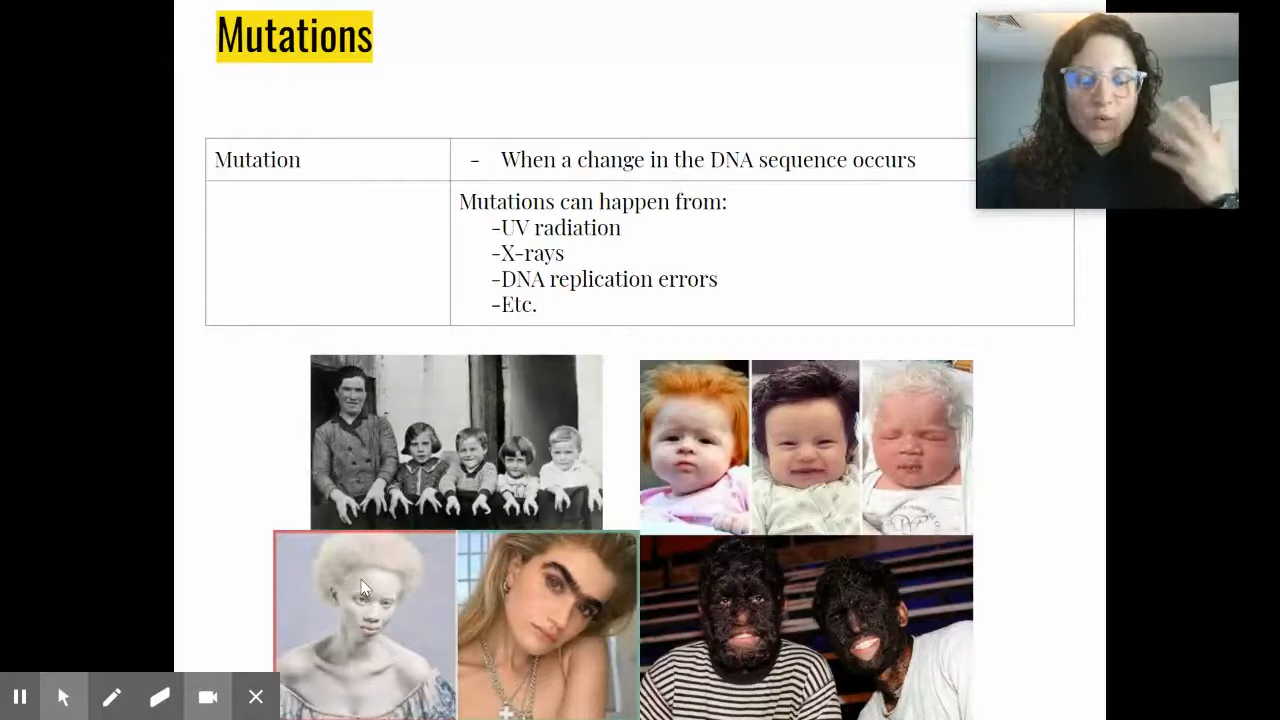 Mutations
Mutation
- When a change in the DNA sequence occurs
Mutations can happen from:
-UV radiation
-X-rays
-DNA replication errors
-Etc.